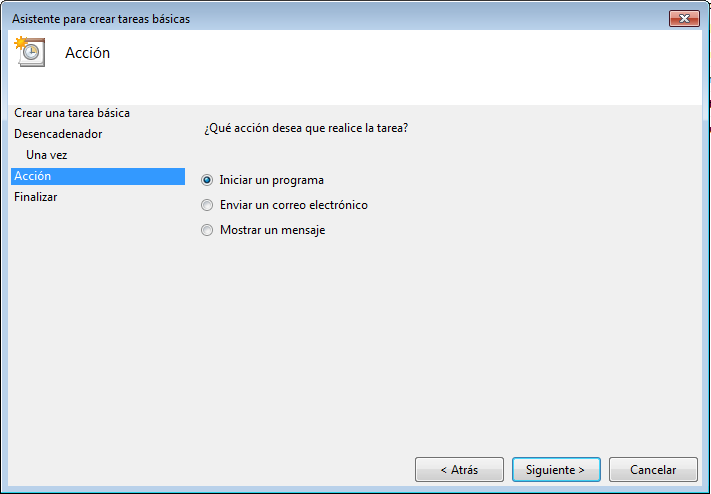 Asistente para crear tareas básicas
Acción
Crear una tarea básica
Desencadenador
Una vez
Acción
Finalizar
¿Qué acción desea que realice la tarea?
Iniciar un programa
Enviar un correo electrónico
Mostrar un mensaje
< Atrás
Siguiente >
Cancelar